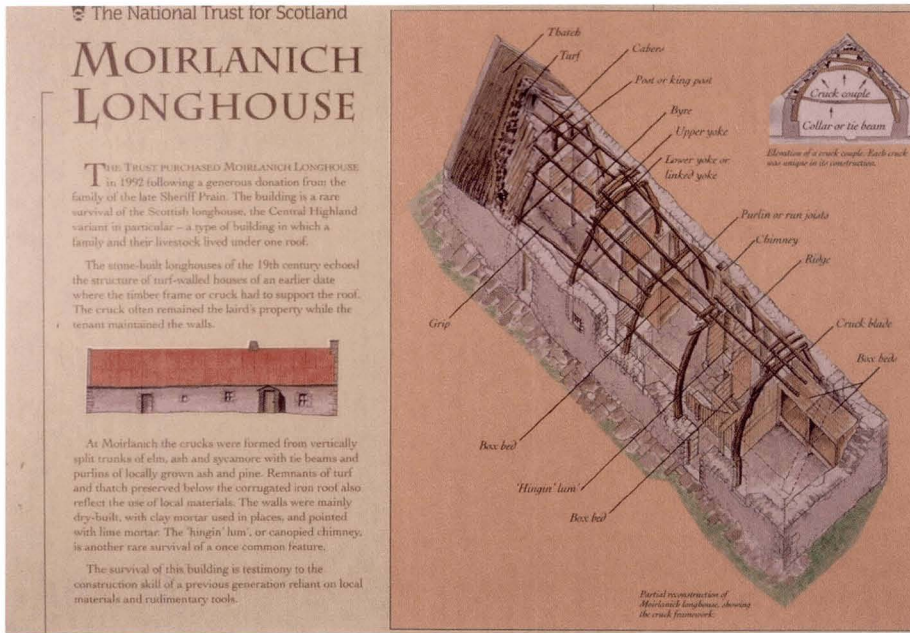 The National Trust for Scotland
MOIRLANICH
LONGHOUSE
THE TRUST PURCHASED MOIRLANICH LONGHOUSE
in 1992 following a generous donation from the
family of the late Sheriff Prain. The building is a rare
survival of the Scottish longhouse, the Central Highland
variant in particular – a type of building in which a
family and their livestock lived under one roof.
The stone-built longhouses of the 19th century echoed
the structure of turf-walled houses of an earlier date
where the timber frame or cruck had to support the roof.
The cruck often remained the laird's property while the
tenant maintained the walls.
At Moirlanich the crucks were formed from vertically
split trunks of elm, ash and sycamore with tie beams and
purlins of locally grown ash and pine. Remnants of turf
and thatch preserved below the corrugated iron roof also
reflect the use of local materials. The walls were mainly
dry-built, with clay mortar used in places, and pointed
with lime mortar. The 'hingin' lum', or canopied chimney,
is another rare survival of a once common feature.
The survival of this building is testimony to the
construction skill of a previous generation reliant on local
materials and rudimentary tools.
Thatch
Turf
Cabers
Post or king post
Byre
Upper yoke
Lower yoke or
linked yoke
Purlin or run joists
Chimney
Ridge
Cruck blade
Box beds
Grip
Box bed
'Hingin' lum'
Box bed
Cruck couple
Collar or tie beam
Elevation of a cruck couple. Each cruck
was unique in its construction.
Partial reconstruction of
Moirlanich longhouse, showing
the cruck framework.